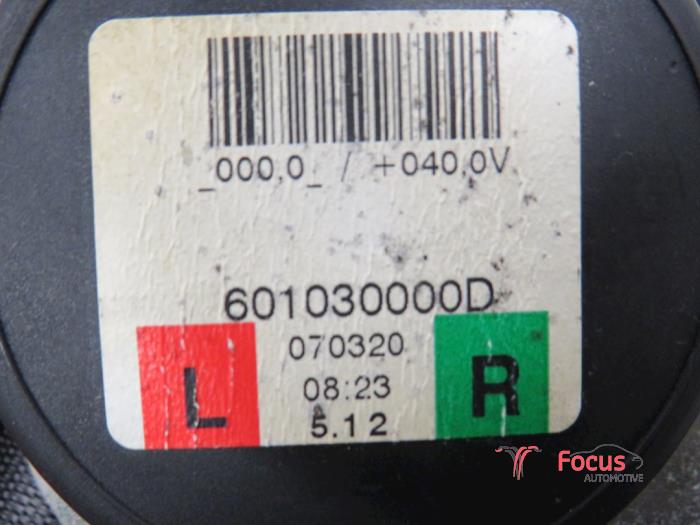 _000,0_ / +040,0V
601030000D
070320
L
08:23
R
5.12
Focus
AUTOMOTIVE